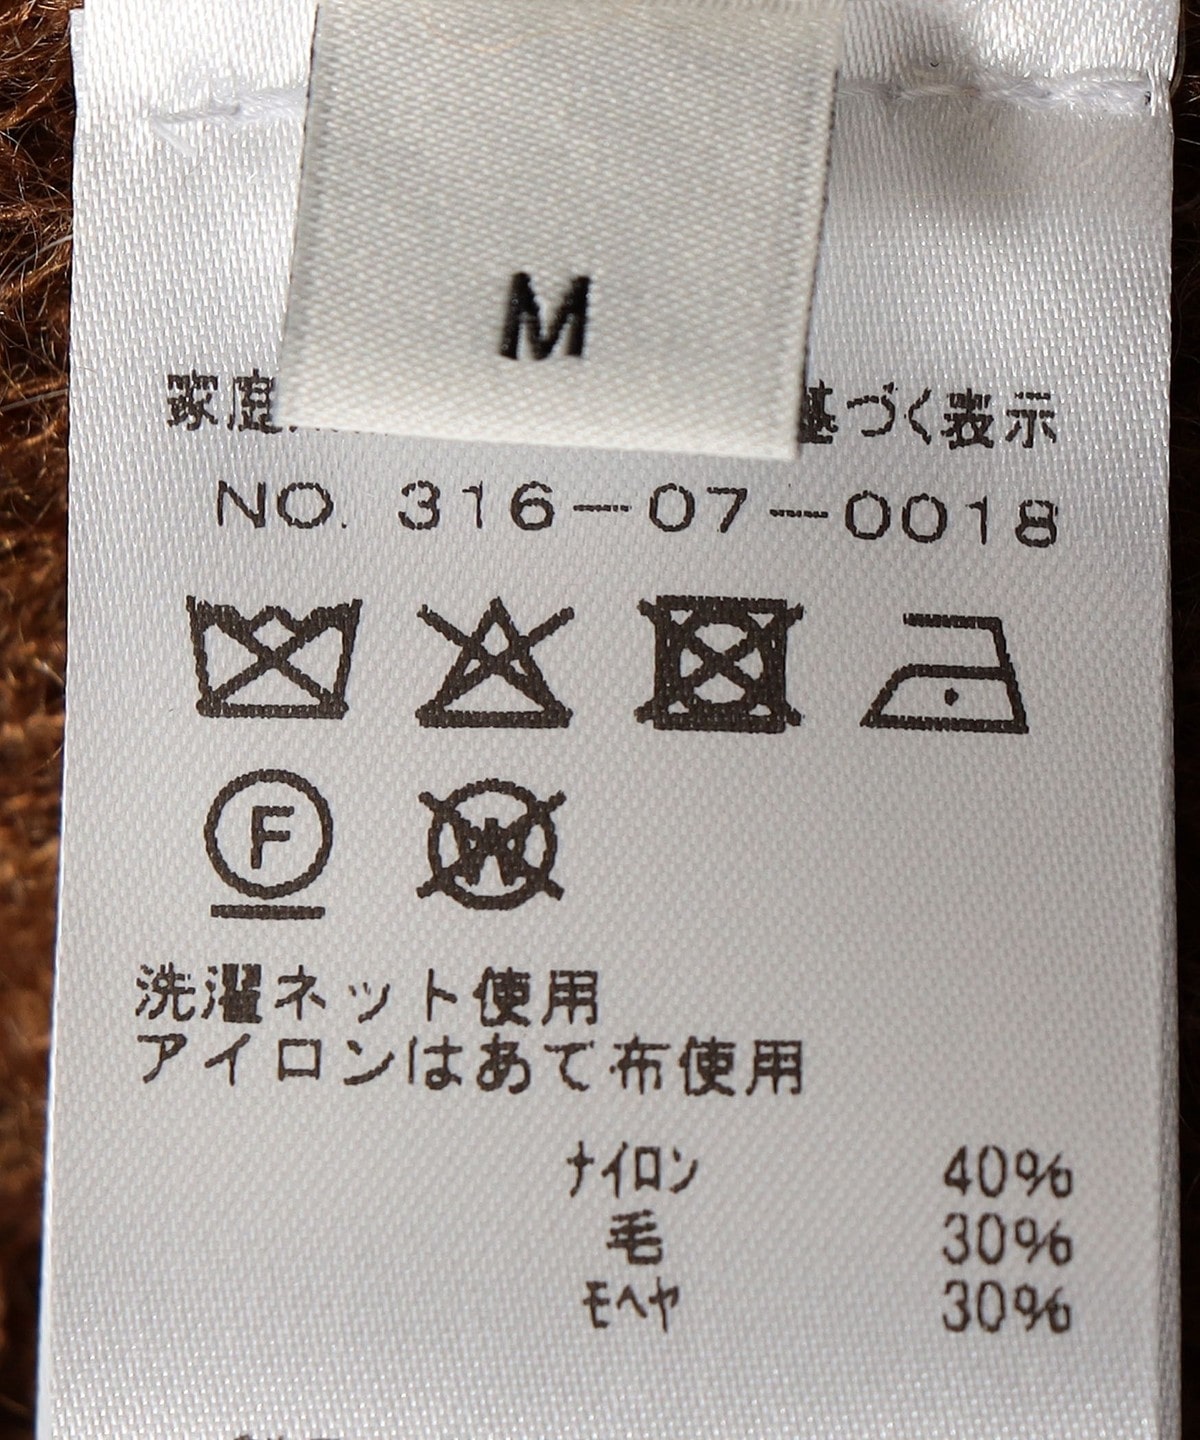 M
家庭 基づく表示
NO. 316-07-0018
F
W
洗濯ネット使用
アイロンはあて布使用
ナイロン 40%
毛 30%
モヘヤ 30%